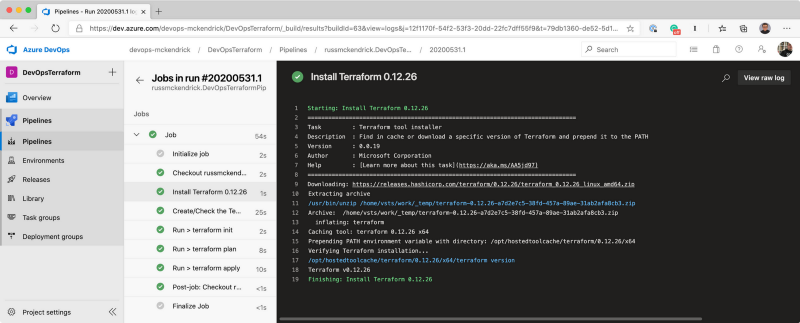 Pipelines - Run 20200531.1 log
https://dev.azure.com/devops-mckendrick/DevOpsTerraform/_build/results?buildId=63&view=logs&j=12f1170f-54f2-53f3-20dd-22fc7dff55f9&t=79db1360-de52-5d1...
Azure DevOps
devops-mckendrick / DevOpsTerraform / Pipelines / russmckendrick.DevOpsTe... / 20200531.1
Search
D DevOpsTerraform
Overview
Pipelines
Pipelines
Environments
Releases
Library
Task groups
Deployment groups
Project settings
Jobs in run #20200531.1
russmckendrick.DevOpsTerraformPip
Jobs
Job 54s
Initialize job 2s
Checkout russmckend... 2s
Install Terraform 0.12.26 1s
Create/Check the Te... 25s
Run > terraform init 2s
Run > terraform plan 8s
Run > terraform apply 10s
Post-job: Checkout r... <1s
Finalize Job <1s
Install Terraform 0.12.26
View raw log
1 Starting: Install Terraform 0.12.26
2 ==============================================================================
3 Task : Terraform tool installer
4 Description : Find in cache or download a specific version of Terraform and prepend it to the PATH
5 Version : 0.0.19
6 Author : Microsoft Corporation
7 Help : [Learn more about this task](https://aka.ms/AA5jd97)
8 ==============================================================================
9 Downloading: https://releases.hashicorp.com/terraform/0.12.26/terraform_0.12.26_linux_amd64.zip
10 Extracting archive
11 /usr/bin/unzip /home/vsts/work/_temp/terraform-0.12.26-a7d2e7c5-38fd-457a-89ae-31ab2afa8cb3.zip
12 Archive: /home/vsts/work/_temp/terraform-0.12.26-a7d2e7c5-38fd-457a-89ae-31ab2afa8cb3.zip
13 inflating: terraform
14 Caching tool: terraform 0.12.26 x64
15 Prepending PATH environment variable with directory: /opt/hostedtoolcache/terraform/0.12.26/x64
16 Verifying Terraform installation...
17 /opt/hostedtoolcache/terraform/0.12.26/x64/terraform version
18 Terraform v0.12.26
19 Finishing: Install Terraform 0.12.26